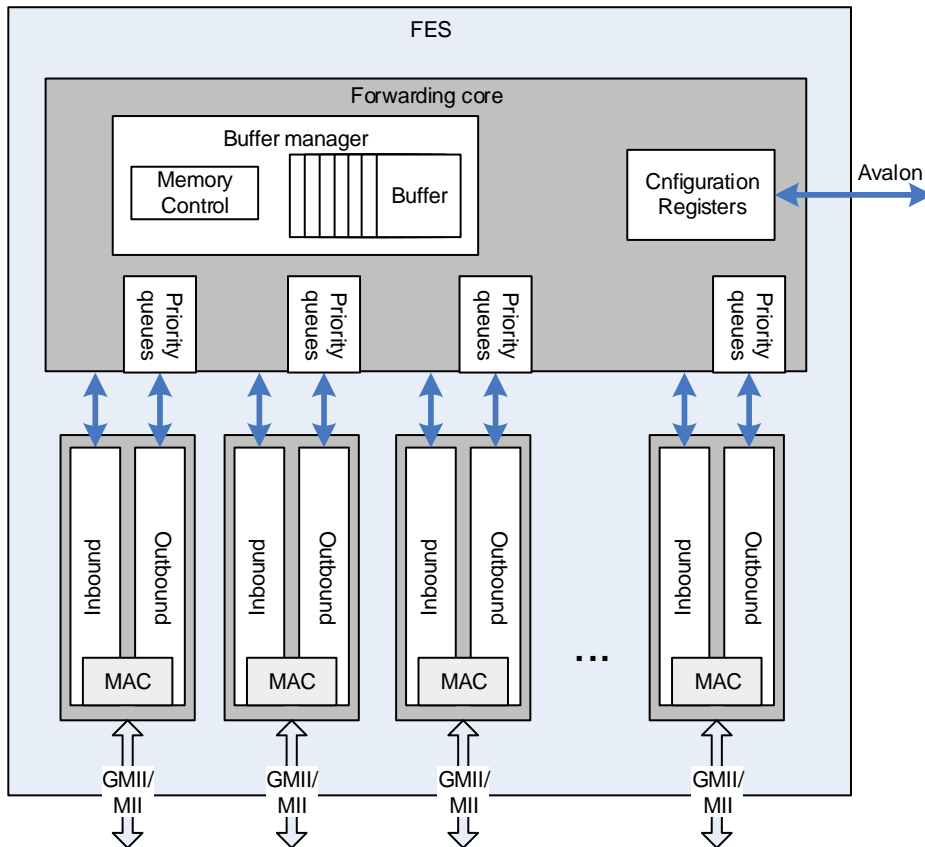 FES
Forwarding core
Buffer manager
Memory
Control
Buffer
Cnfiguration
Registers
Avalon
Priority
queues
Priority
queues
Priority
queues
Priority
queues
Inbound
Outbound
MAC
Inbound
Outbound
MAC
Inbound
Outbound
MAC
...
Inbound
Outbound
MAC
GMII/
MII
GMII/
MII
GMII/
MII
GMII/
MII